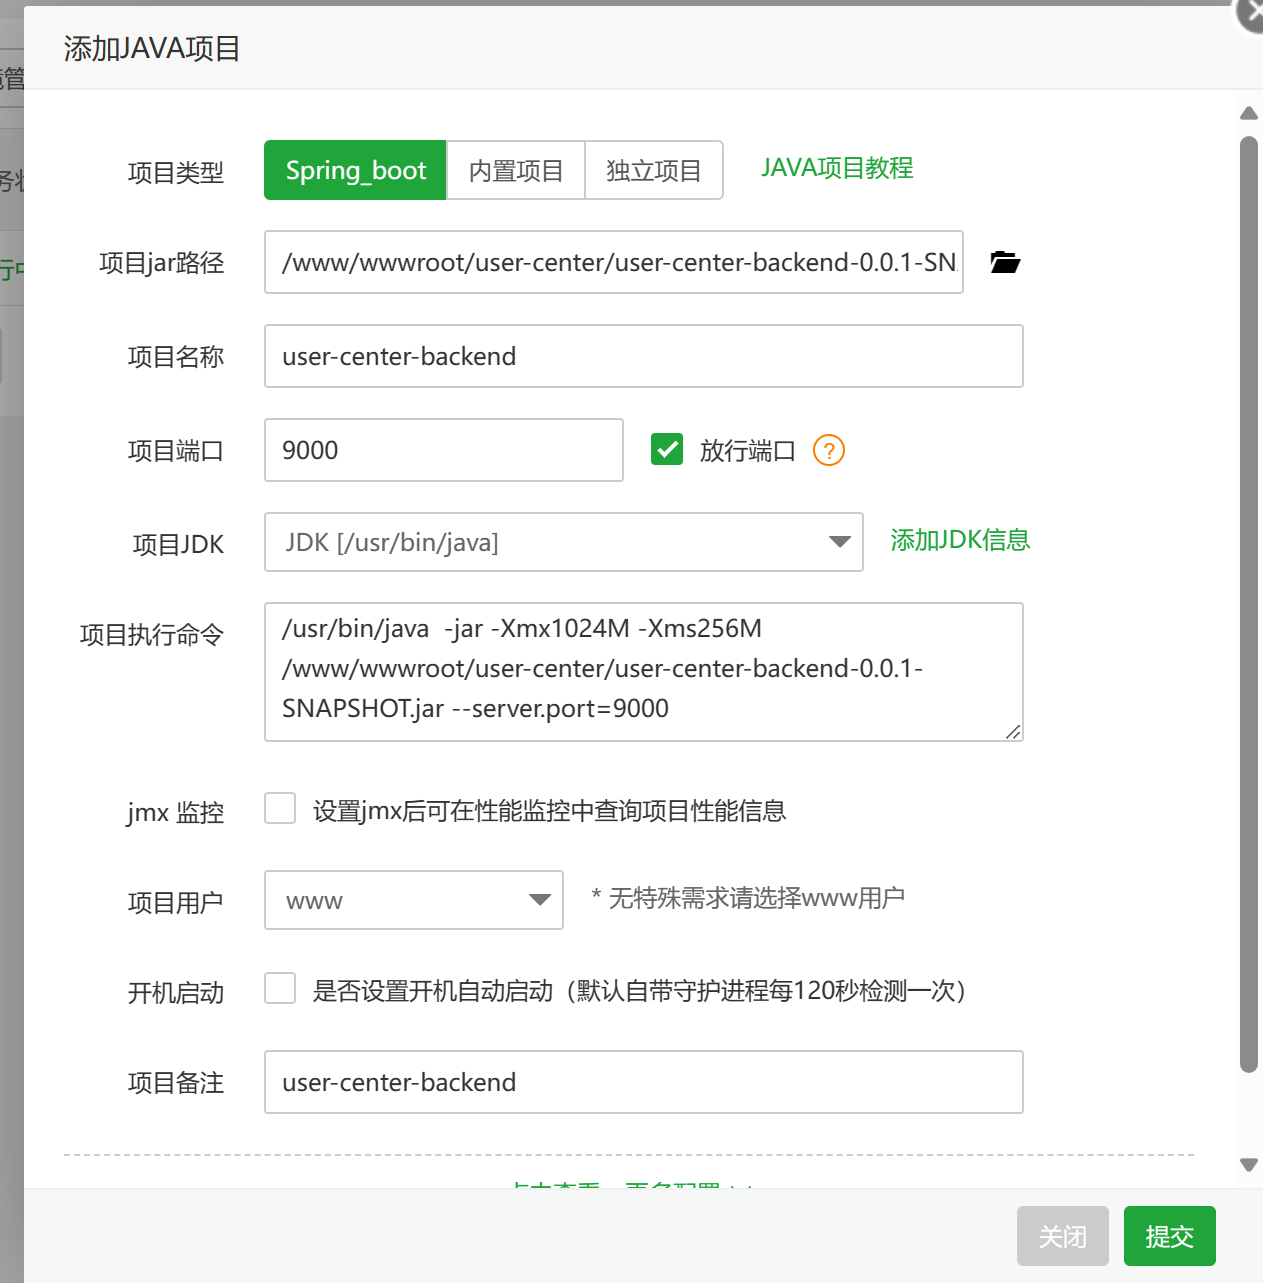 添加JAVA项目
项目类型 Spring_boot 内置项目 独立项目 JAVA项目教程
项目jar路径 /www/wwwroot/user-center/user-center-backend-0.0.1-SN
项目名称 user-center-backend
项目端口 9000 放行端口 ?
项目JDK JDK [/usr/bin/java] 添加JDK信息
项目执行命令 /usr/bin/java -jar -Xmx1024M -Xms256M
/www/wwwroot/user-center/user-center-backend-0.0.1-
SNAPSHOT.jar --server.port=9000
jmx 监控 设置jmx后可在性能监控中查询项目性能信息
项目用户 www * 无特殊需求请选择www用户
开机启动 是否设置开机自动启动（默认自带守护进程每120秒检测一次）
项目备注 user-center-backend
关闭 提交